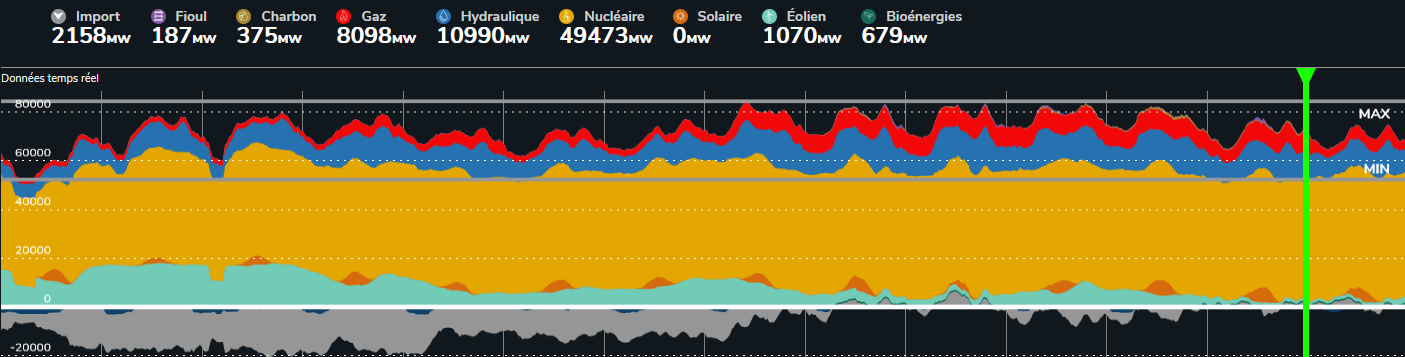 Import Fioul Charbon Gaz Hydraulique Nucléaire Solaire Éolien Bioénergies
2158MW 187MW 375MW 8098MW 10990MW 49473MW 0MW 1070MW 679MW
Données temps réel
80000
MAX
60000
MIN
40000
20000
0
-20000